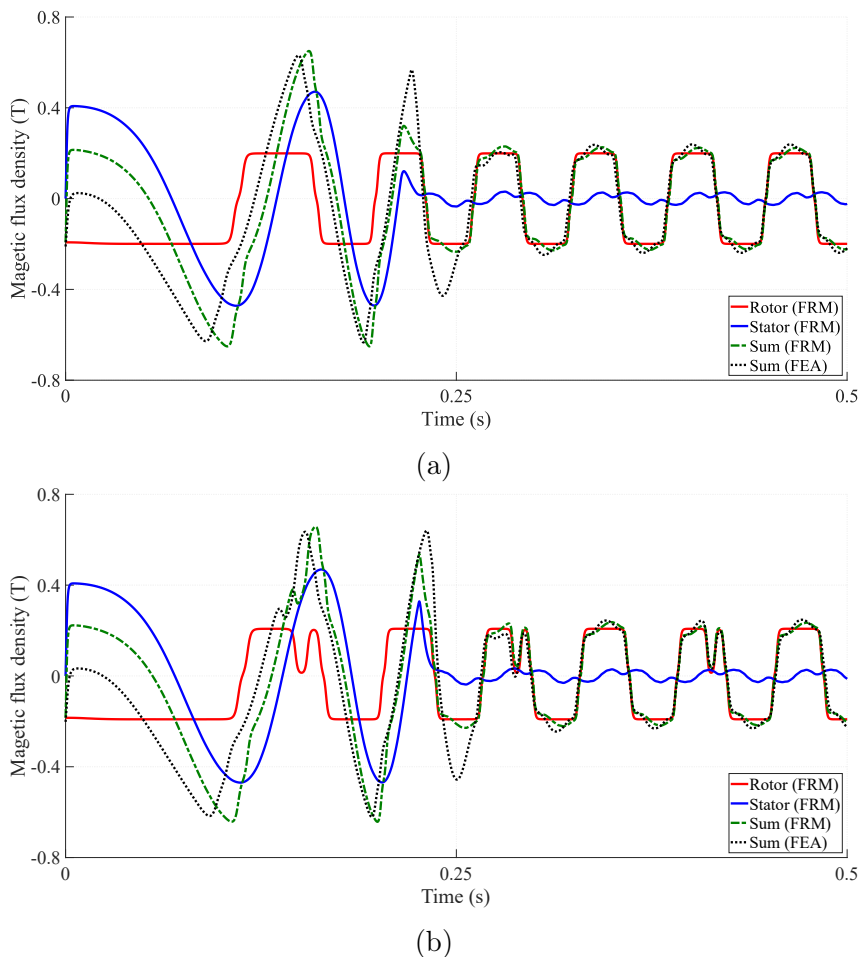 0.8
0.4
0
-0.4
-0.8
Magetic flux density (T)
Rotor (FRM)
Stator (FRM)
Sum (FRM)
Sum (FEA)
0
0.25
0.5
Time (s)
(a)
0.8
0.4
0
-0.4
-0.8
Magetic flux density (T)
Rotor (FRM)
Stator (FRM)
Sum (FRM)
Sum (FEA)
0
0.25
0.5
Time (s)
(b)